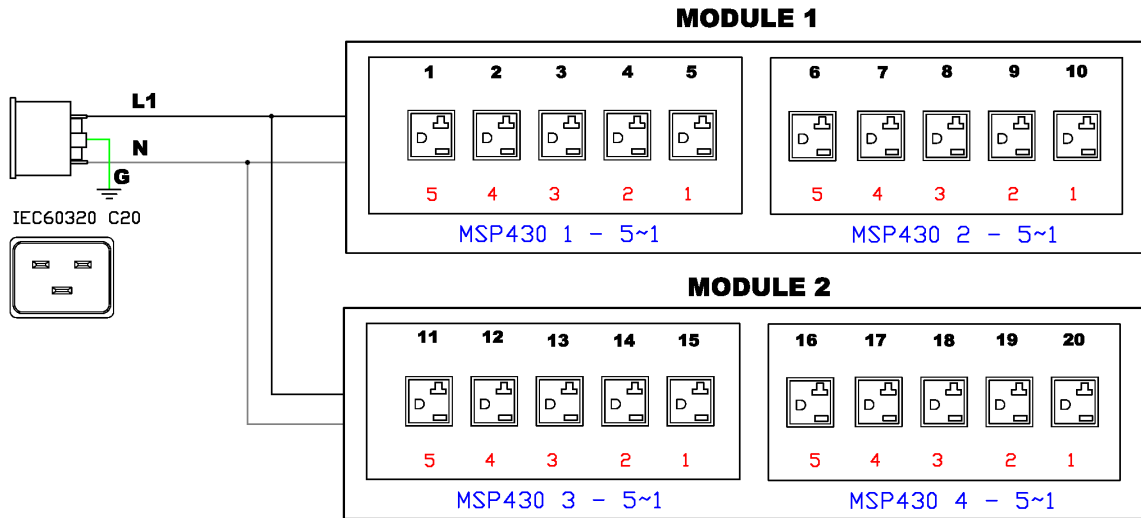 MODULE 1
L1
N
G
IEC60320 C20
1 2 3 4 5
5 4 3 2 1
MSP430 1 - 5~1
6 7 8 9 10
5 4 3 2 1
MSP430 2 - 5~1
MODULE 2
11 12 13 14 15
5 4 3 2 1
MSP430 3 - 5~1
16 17 18 19 20
5 4 3 2 1
MSP430 4 - 5~1